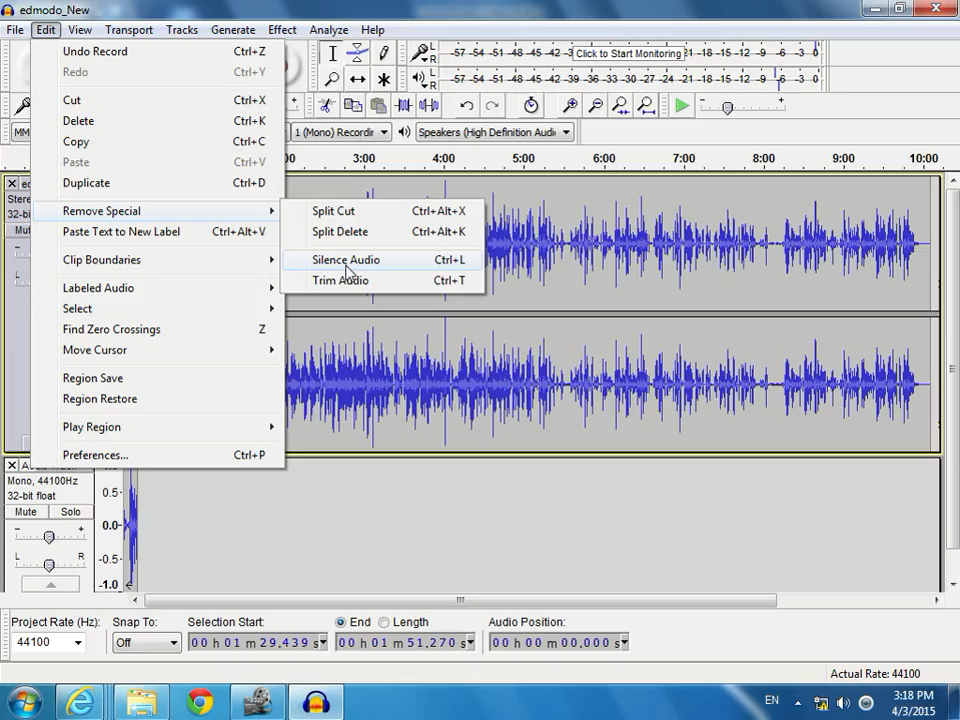 edmodo_New
File Edit View Transport Tracks Generate Effect Analyze Help
Undo Record Ctrl+Z
Redo Ctrl+Y
Cut Ctrl+X
Delete Ctrl+K
Copy Ctrl+C
Paste Ctrl+V
Duplicate Ctrl+D
Remove Special
Paste Text to New Label Ctrl+Alt+V
Clip Boundaries
Labeled Audio
Select
Find Zero Crossings Z
Move Cursor
Region Save
Region Restore
Play Region
Preferences... Ctrl+P
Split Cut Ctrl+Alt+X
Split Delete Ctrl+Alt+K
Silence Audio Ctrl+L
Trim Audio Ctrl+T
L R -57 -54 -51 -48 -4 Click to Start Monitoring -21 -18 -15 -12 -9 -6 -3 0
L R -57 -54 -51 -48 -45 -42 -39 -36 -33 -30 -27 -24 -21 -18 -15 -12 -9 -6 -3 0
MM 1 (Mono) Recordir Speakers (High Definition Audi
3:00 4:00 5:00 6:00 7:00 8:00 9:00 10:00
ed
Stere
32-bit
Mu
Mono, 44100Hz
32-bit float
Mute Solo
- +
L R
0.5-
0.0-
-0.5-
-1.0
Project Rate (Hz): Snap To: Selection Start: End Length Audio Position:
44100 Off 00 h 01 m 29.439 s 00 h 01 m 51.270 s 00 h 00 m 00.000 s
Actual Rate: 44100
EN
3:18 PM
4/3/2015